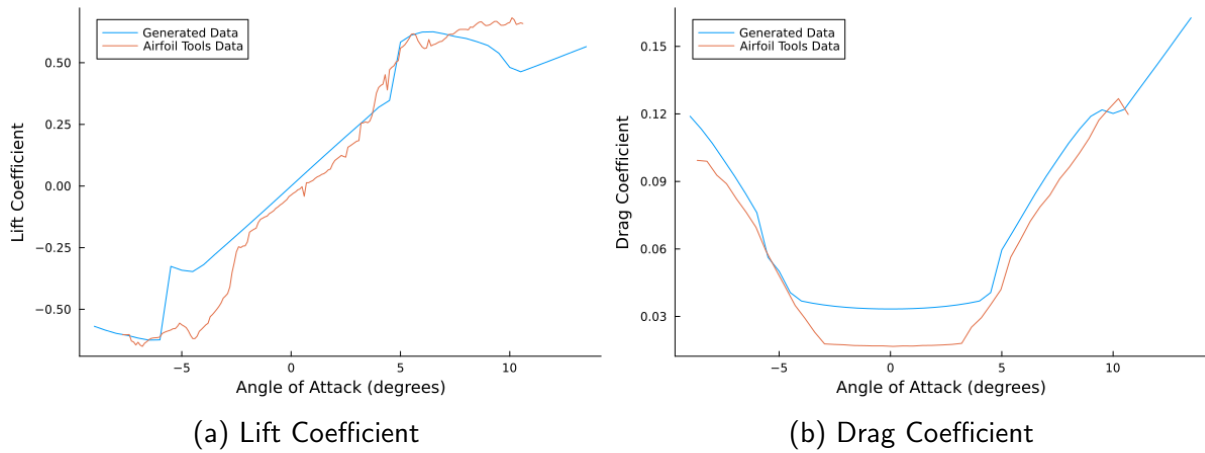 Generated Data
Airfoil Tools Data
0.50
0.25
0.00
−0.25
−0.50
Lift Coefficient
−5
0
5
10
Angle of Attack (degrees)
(a) Lift Coefficient
Generated Data
Airfoil Tools Data
0.15
0.12
0.09
0.06
0.03
Drag Coefficient
−5
0
5
10
Angle of Attack (degrees)
(b) Drag Coefficient